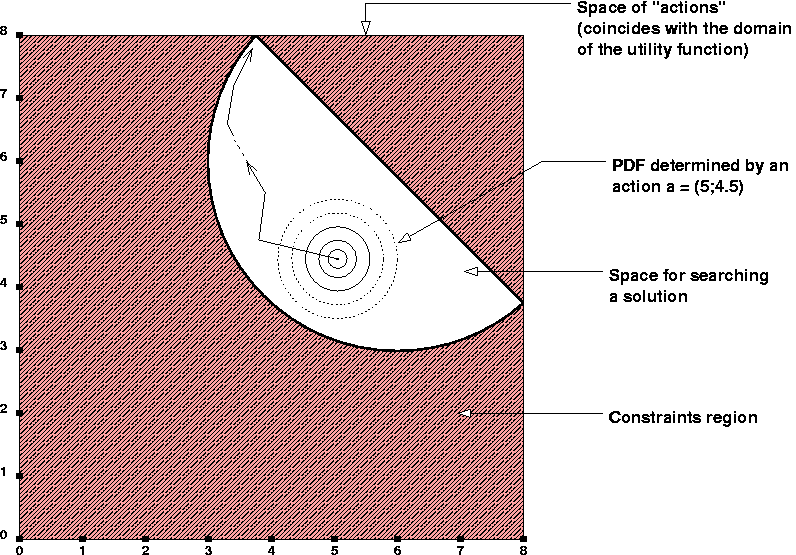 Space of "actions"
(coincides with the domain
of the utility function)
PDF determined by an
action a = (5;4.5)
Space for searching
a solution
Constraints region
8
7
6
5
4
3
2
1
0
0 1 2 3 4 5 6 7 8